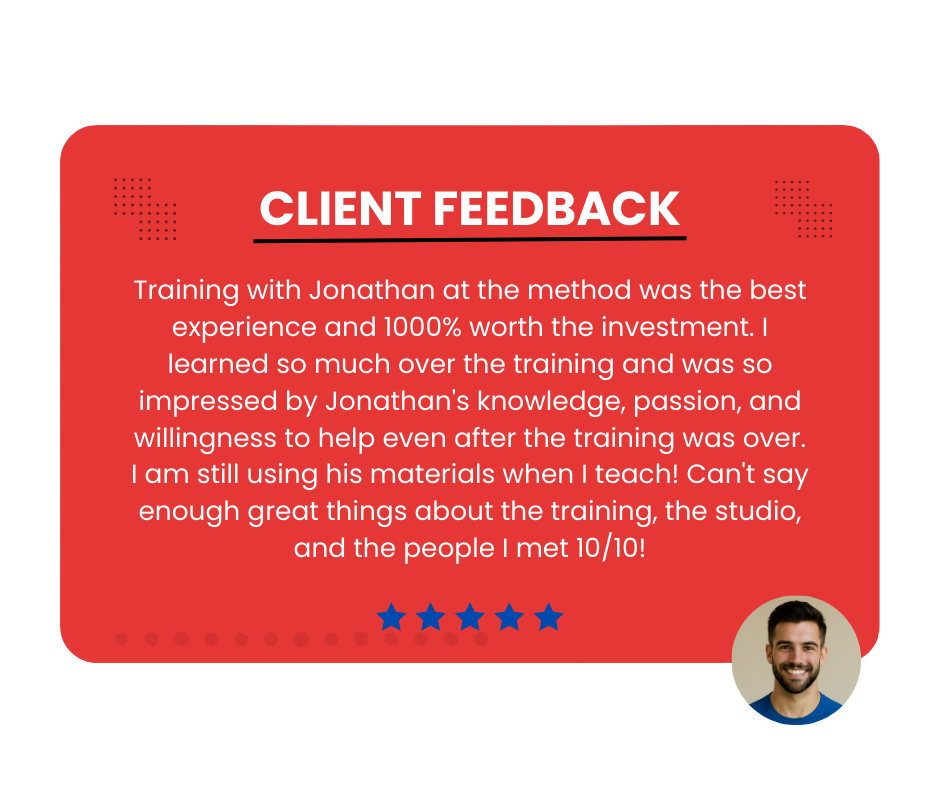 CLIENT FEEDBACK
Training with Jonathan at the method was the best
experience and 1000% worth the investment. I
learned so much over the training and was so
impressed by Jonathan's knowledge, passion, and
willingness to help even after the training was over.
I am still using his materials when I teach! Can't say
enough great things about the training, the studio,
and the people I met 10/10!